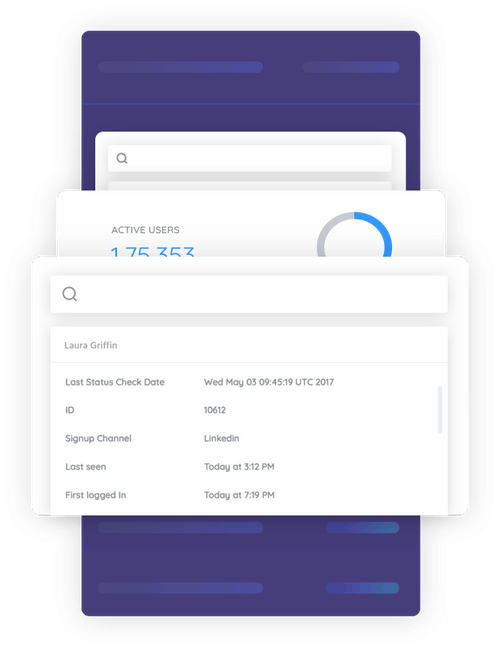 ACTIVE USERS
1,75,353
Laura Griffin
Last Status Check Date Wed May 03 09:45:19 UTC 2017
ID 10612
Signup Channel Linkedin
Last seen Today at 3:12 PM
First logged In Today at 7:19 PM